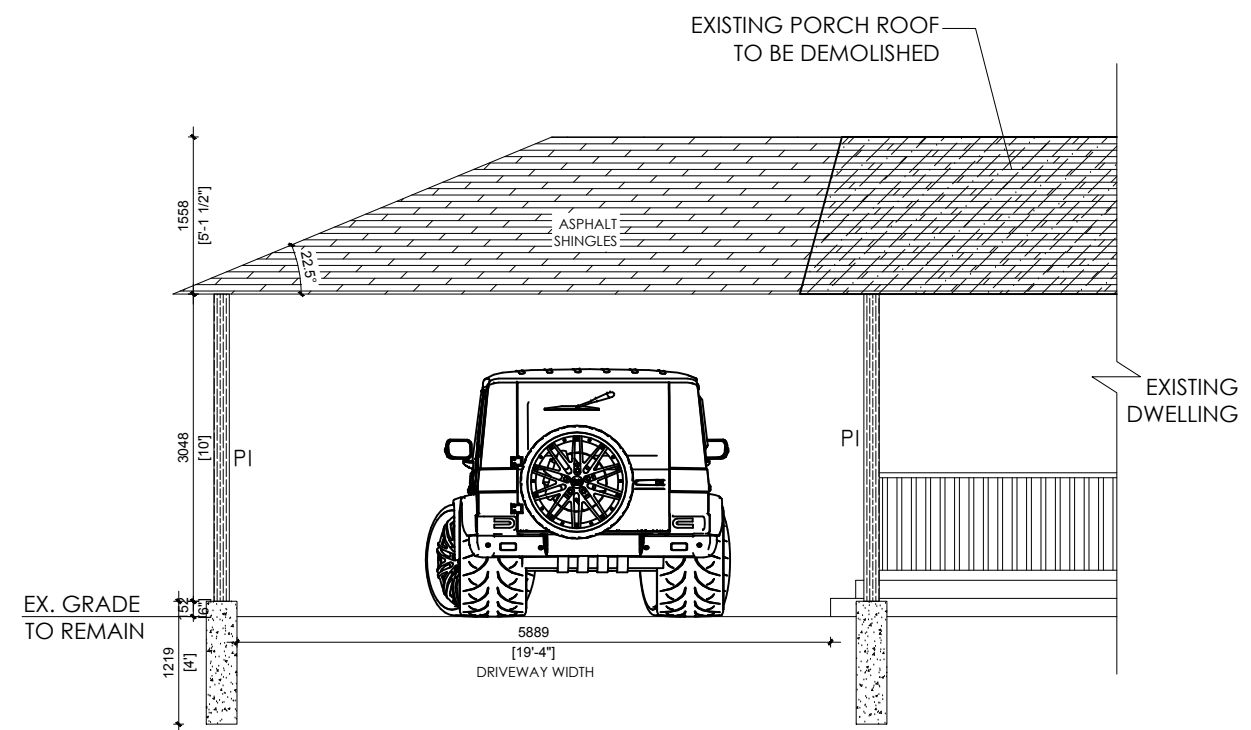 EXISTING PORCH ROOF
TO BE DEMOLISHED
1558
[5'-1 1/2"]
ASPHALT
SHINGLES
22.5°
3048
[10']
P1
P1
EXISTING
DWELLING
EX. GRADE
TO REMAIN
152
[6"]
1219
[4']
5889
[19'-4"]
DRIVEWAY WIDTH